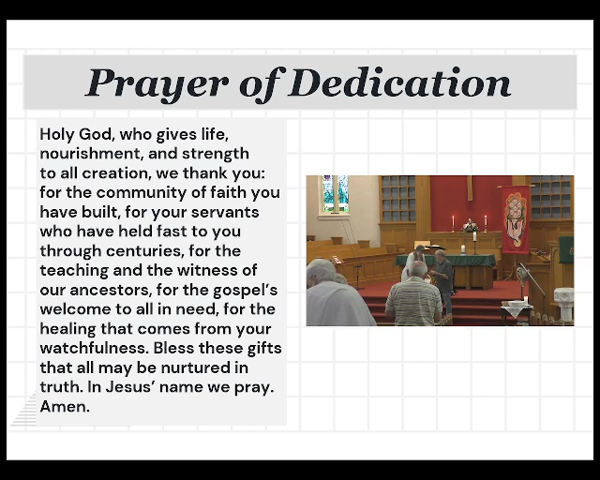 Prayer of Dedication
Holy God, who gives life,
nourishment, and strength
to all creation, we thank you:
for the community of faith you
have built, for your servants
who have held fast to you
through centuries, for the
teaching and the witness of
our ancestors, for the gospel's
welcome to all in need, for the
healing that comes from your
watchfulness. Bless these gifts
that all may be nurtured in
truth. In Jesus' name we pray.
Amen.